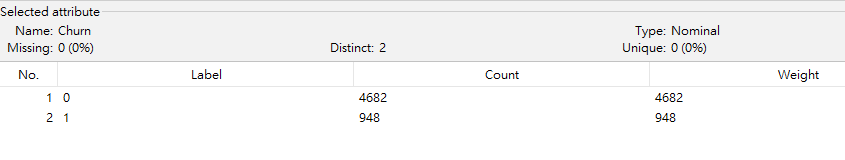 Selected attribute
Name: Churn Type: Nominal
Missing: 0 (0%) Distinct: 2 Unique: 0 (0%)
No. Label Count Weight
1 0 4682 4682
2 1 948 948